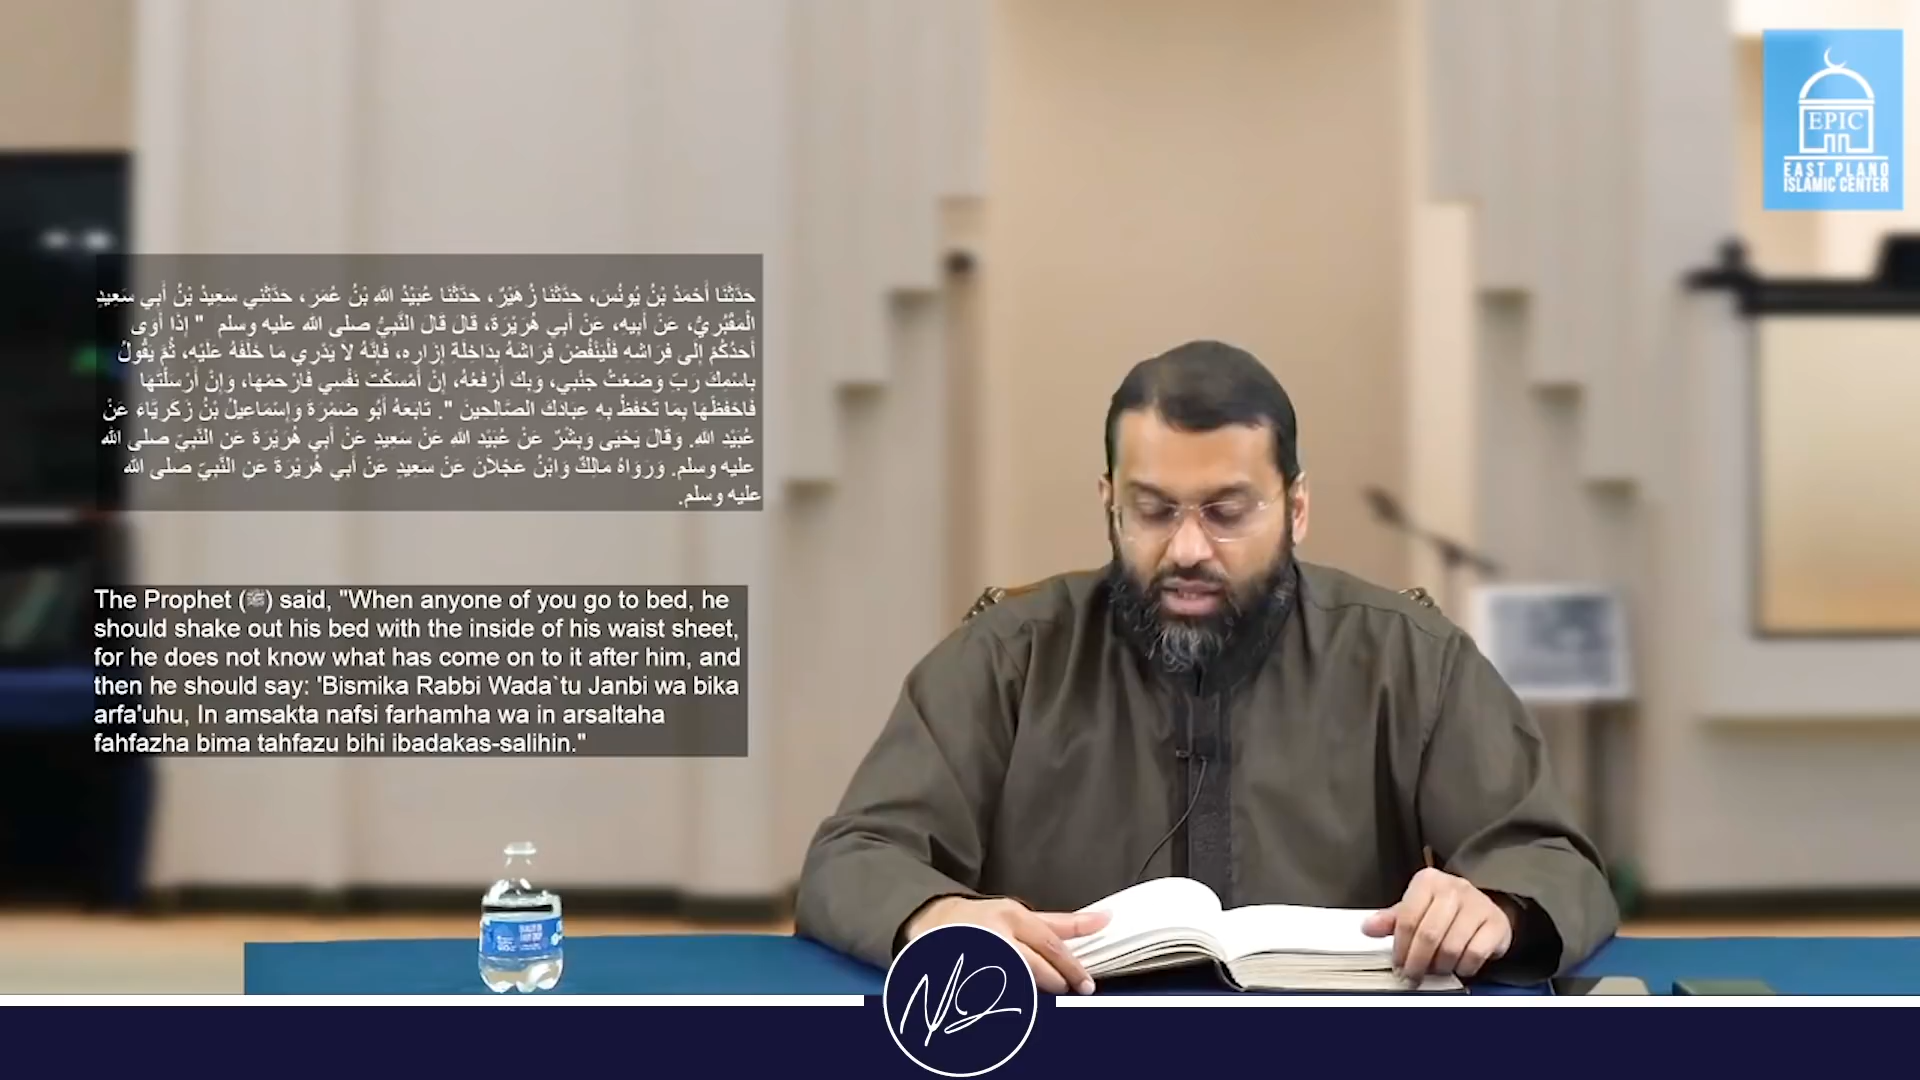 حَدَّثَنَا أَحْمَدُ بْنُ يُونُسَ، حَدَّثَنَا زُهَيْرٌ، حَدَّثَنَا عُبَيْدُ اللَّهِ بْنُ عُمَرَ، حَدَّثَنِي سَعِيدُ بْنُ أَبِي سَعِيدٍ
الْمَقْبُرِيُّ، عَنْ أَبِيهِ، عَنْ أَبِي هُرَيْرَةَ، قَالَ قَالَ النَّبِيُّ صلى الله عليه وسلم " إِذَا أَوَى
أَحَدُكُمْ إِلَى فِرَاشِهِ فَلْيَنْفُضْ فِرَاشَهُ بِدَاخِلَةِ إِزَارِهِ، فَإِنَّهُ لاَ يَدْرِي مَا خَلَفَهُ عَلَيْهِ، ثُمَّ يَقُولُ
بِاسْمِكَ رَبِّ وَضَعْتُ جَنْبِي، وَبِكَ أَرْفَعُهُ، إِنْ أَمْسَكْتَ نَفْسِي فَارْحَمْهَا، وَإِنْ أَرْسَلْتَهَا
فَاحْفَظْهَا بِمَا تَحْفَظُ بِهِ عِبَادَكَ الصَّالِحِينَ ". تَابَعَهُ أَبُو ضَمْرَةَ وَإِسْمَاعِيلُ بْنُ زَكَرِيَّاءَ عَنْ
عُبَيْدِ اللَّهِ. وَقَالَ يَحْيَى وَبِشْرٌ عَنْ عُبَيْدِ اللَّهِ عَنْ سَعِيدٍ عَنْ أَبِي هُرَيْرَةَ عَنِ النَّبِيِّ صلى الله
عليه وسلم. وَرَوَاهُ مَالِكٌ وَابْنُ عَجْلاَنَ عَنْ سَعِيدٍ عَنْ أَبِي هُرَيْرَةَ عَنِ النَّبِيِّ صلى الله
عليه وسلم.
The Prophet (ﷺ) said, "When anyone of you go to bed, he
should shake out his bed with the inside of his waist sheet,
for he does not know what has come on to it after him, and
then he should say: 'Bismika Rabbi Wada`tu Janbi wa bika
arfa'uhu, In amsakta nafsi farhamha wa in arsaltaha
fahfazha bima tahfazu bihi ibadakas-salihin."
EPIC
EAST PLANO
ISLAMIC CENTER